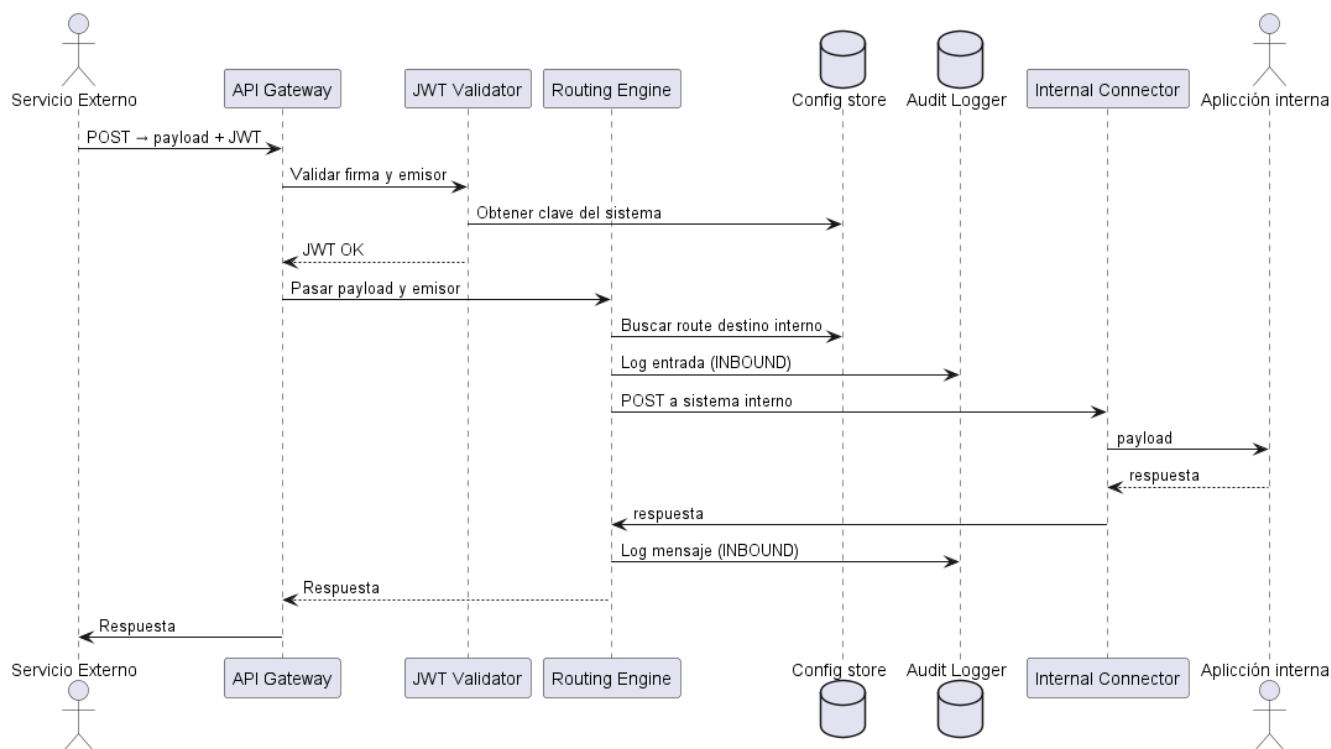 Servicio Externo
API Gateway
JWT Validator
Routing Engine
Config store
Audit Logger
Internal Connector
Aplicción interna
POST → payload + JWT
Validar firma y emisor
Obtener clave del sistema
JWT OK
Pasar payload y emisor
Buscar route destino interno
Log entrada (INBOUND)
POST a sistema interno
payload
respuesta
respuesta
Log mensaje (INBOUND)
Respuesta
Respuesta
Servicio Externo
API Gateway
JWT Validator
Routing Engine
Config store
Audit Logger
Internal Connector
Aplicción interna